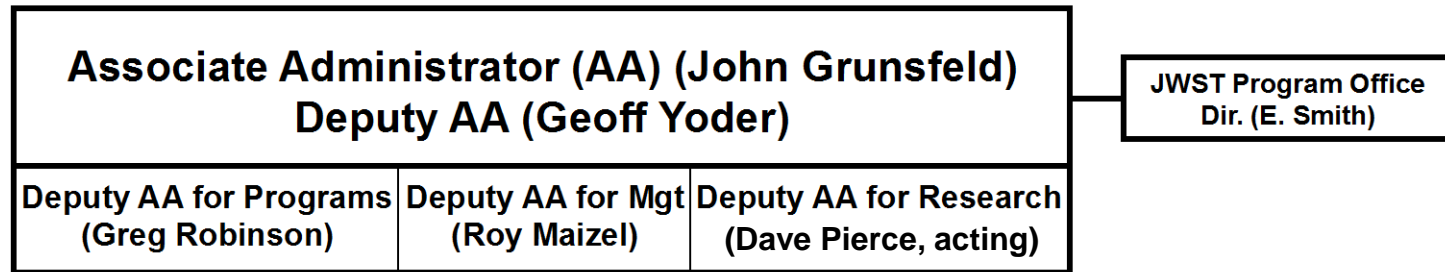 Associate Administrator (AA) (John Grunsfeld)
Deputy AA (Geoff Yoder)
JWST Program Office
Dir. (E. Smith)
Deputy AA for Programs
(Greg Robinson)
Deputy AA for Mgt
(Roy Maizel)
Deputy AA for Research
(Dave Pierce, acting)